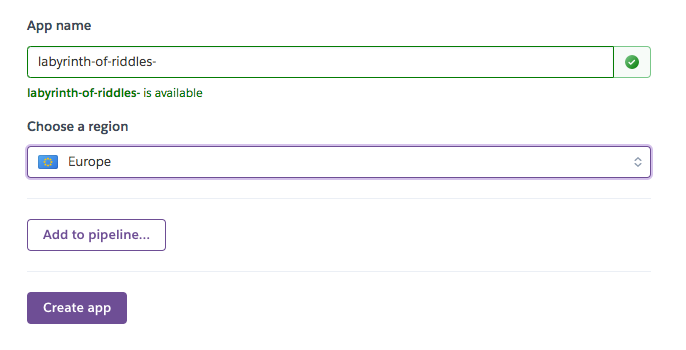 App name
labyrinth-of-riddles-
labyrinth-of-riddles- is available
Choose a region
Europe
Add to pipeline...
Create app